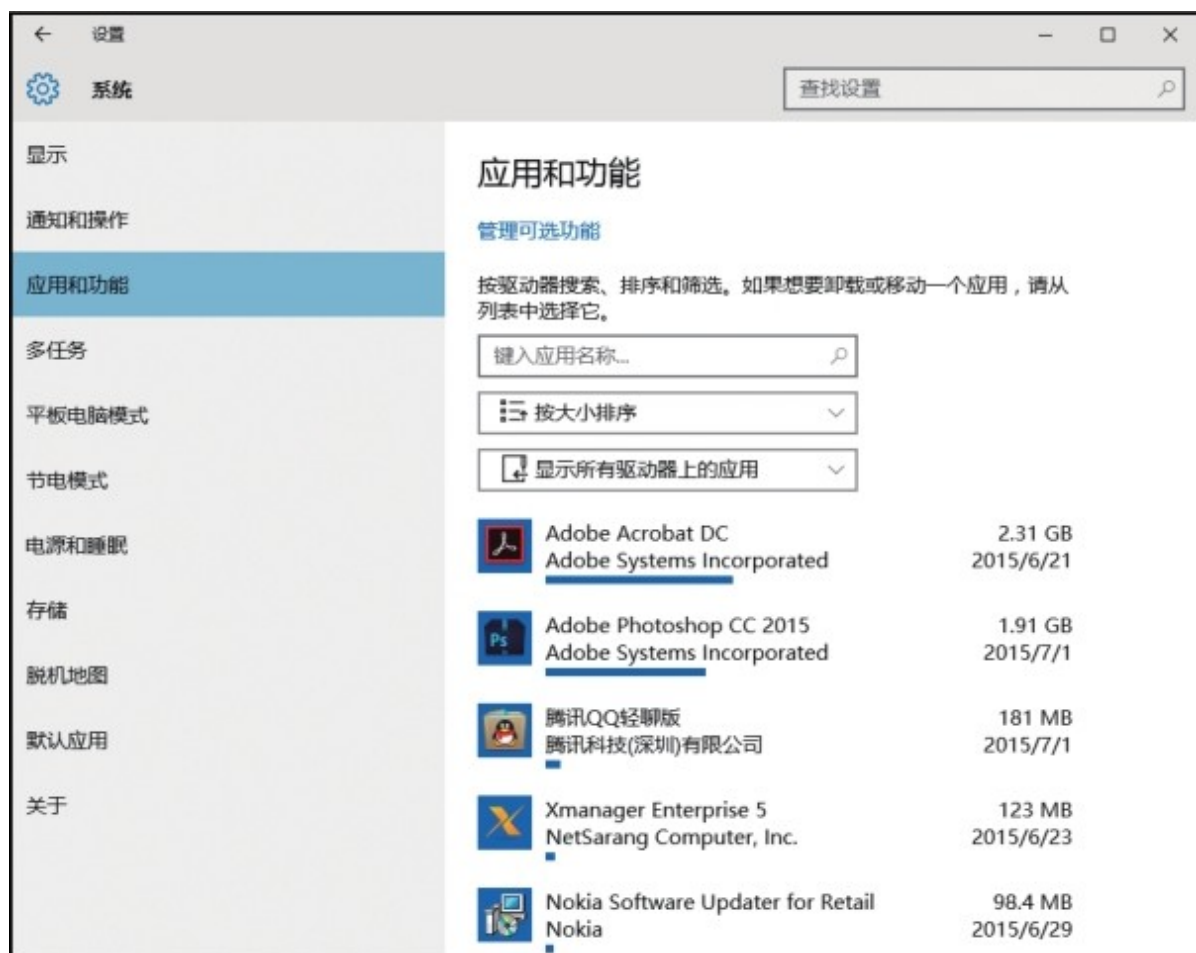 设置
系统
查找设置
显示
通知和操作
应用和功能
多任务
平板电脑模式
节电模式
电源和睡眠
存储
脱机地图
默认应用
关于
应用和功能
管理可选功能
按驱动器搜索、排序和筛选。如果想要卸载或移动一个应用，请从
列表中选择它。
键入应用名称...
按大小排序
显示所有驱动器上的应用
Adobe Acrobat DC 2.31 GB
Adobe Systems Incorporated 2015/6/21
Ps
Adobe Photoshop CC 2015 1.91 GB
Adobe Systems Incorporated 2015/7/1
腾讯QQ轻聊版 181 MB
腾讯科技(深圳)有限公司 2015/7/1
Xmanager Enterprise 5 123 MB
NetSarang Computer, Inc. 2015/6/23
Nokia Software Updater for Retail 98.4 MB
Nokia 2015/6/29